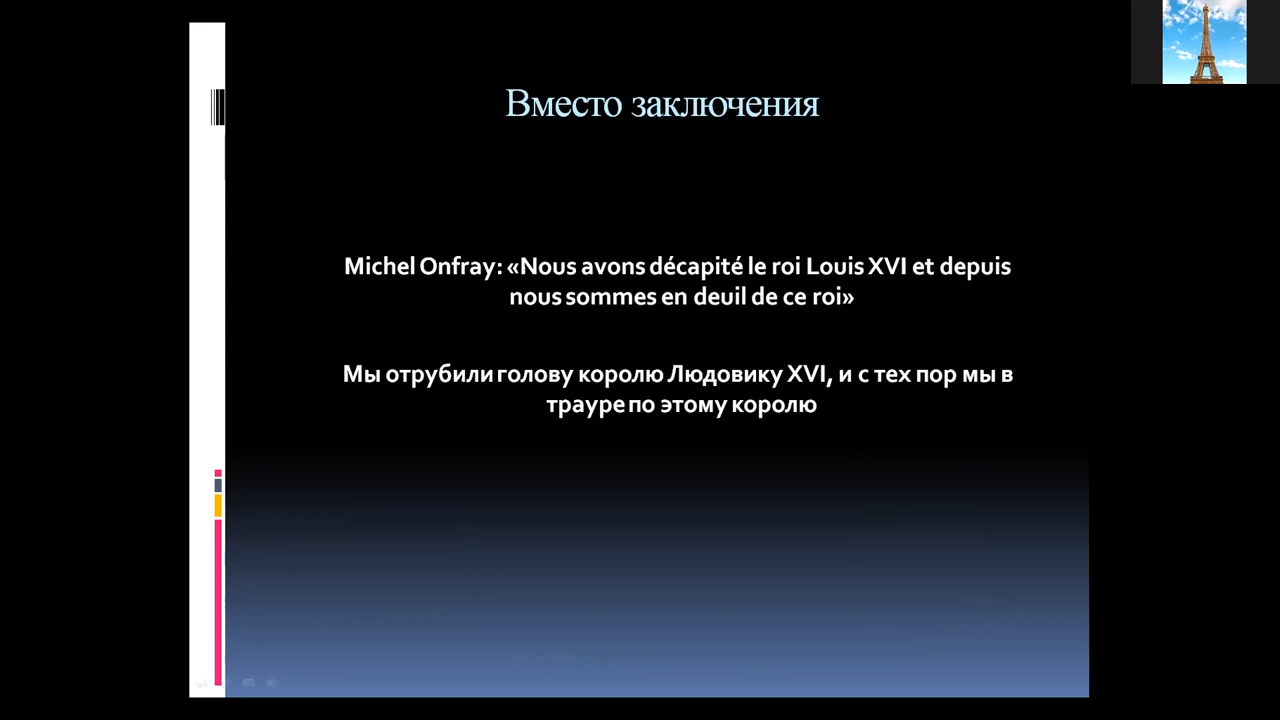 Вместо заключения
Michel Onfray: «Nous avons décapité le roi Louis XVI et depuis
nous sommes en deuil de ce roi»
Мы отрубили голову королю Людовику XVI, и с тех пор мы в
трауре по этому королю